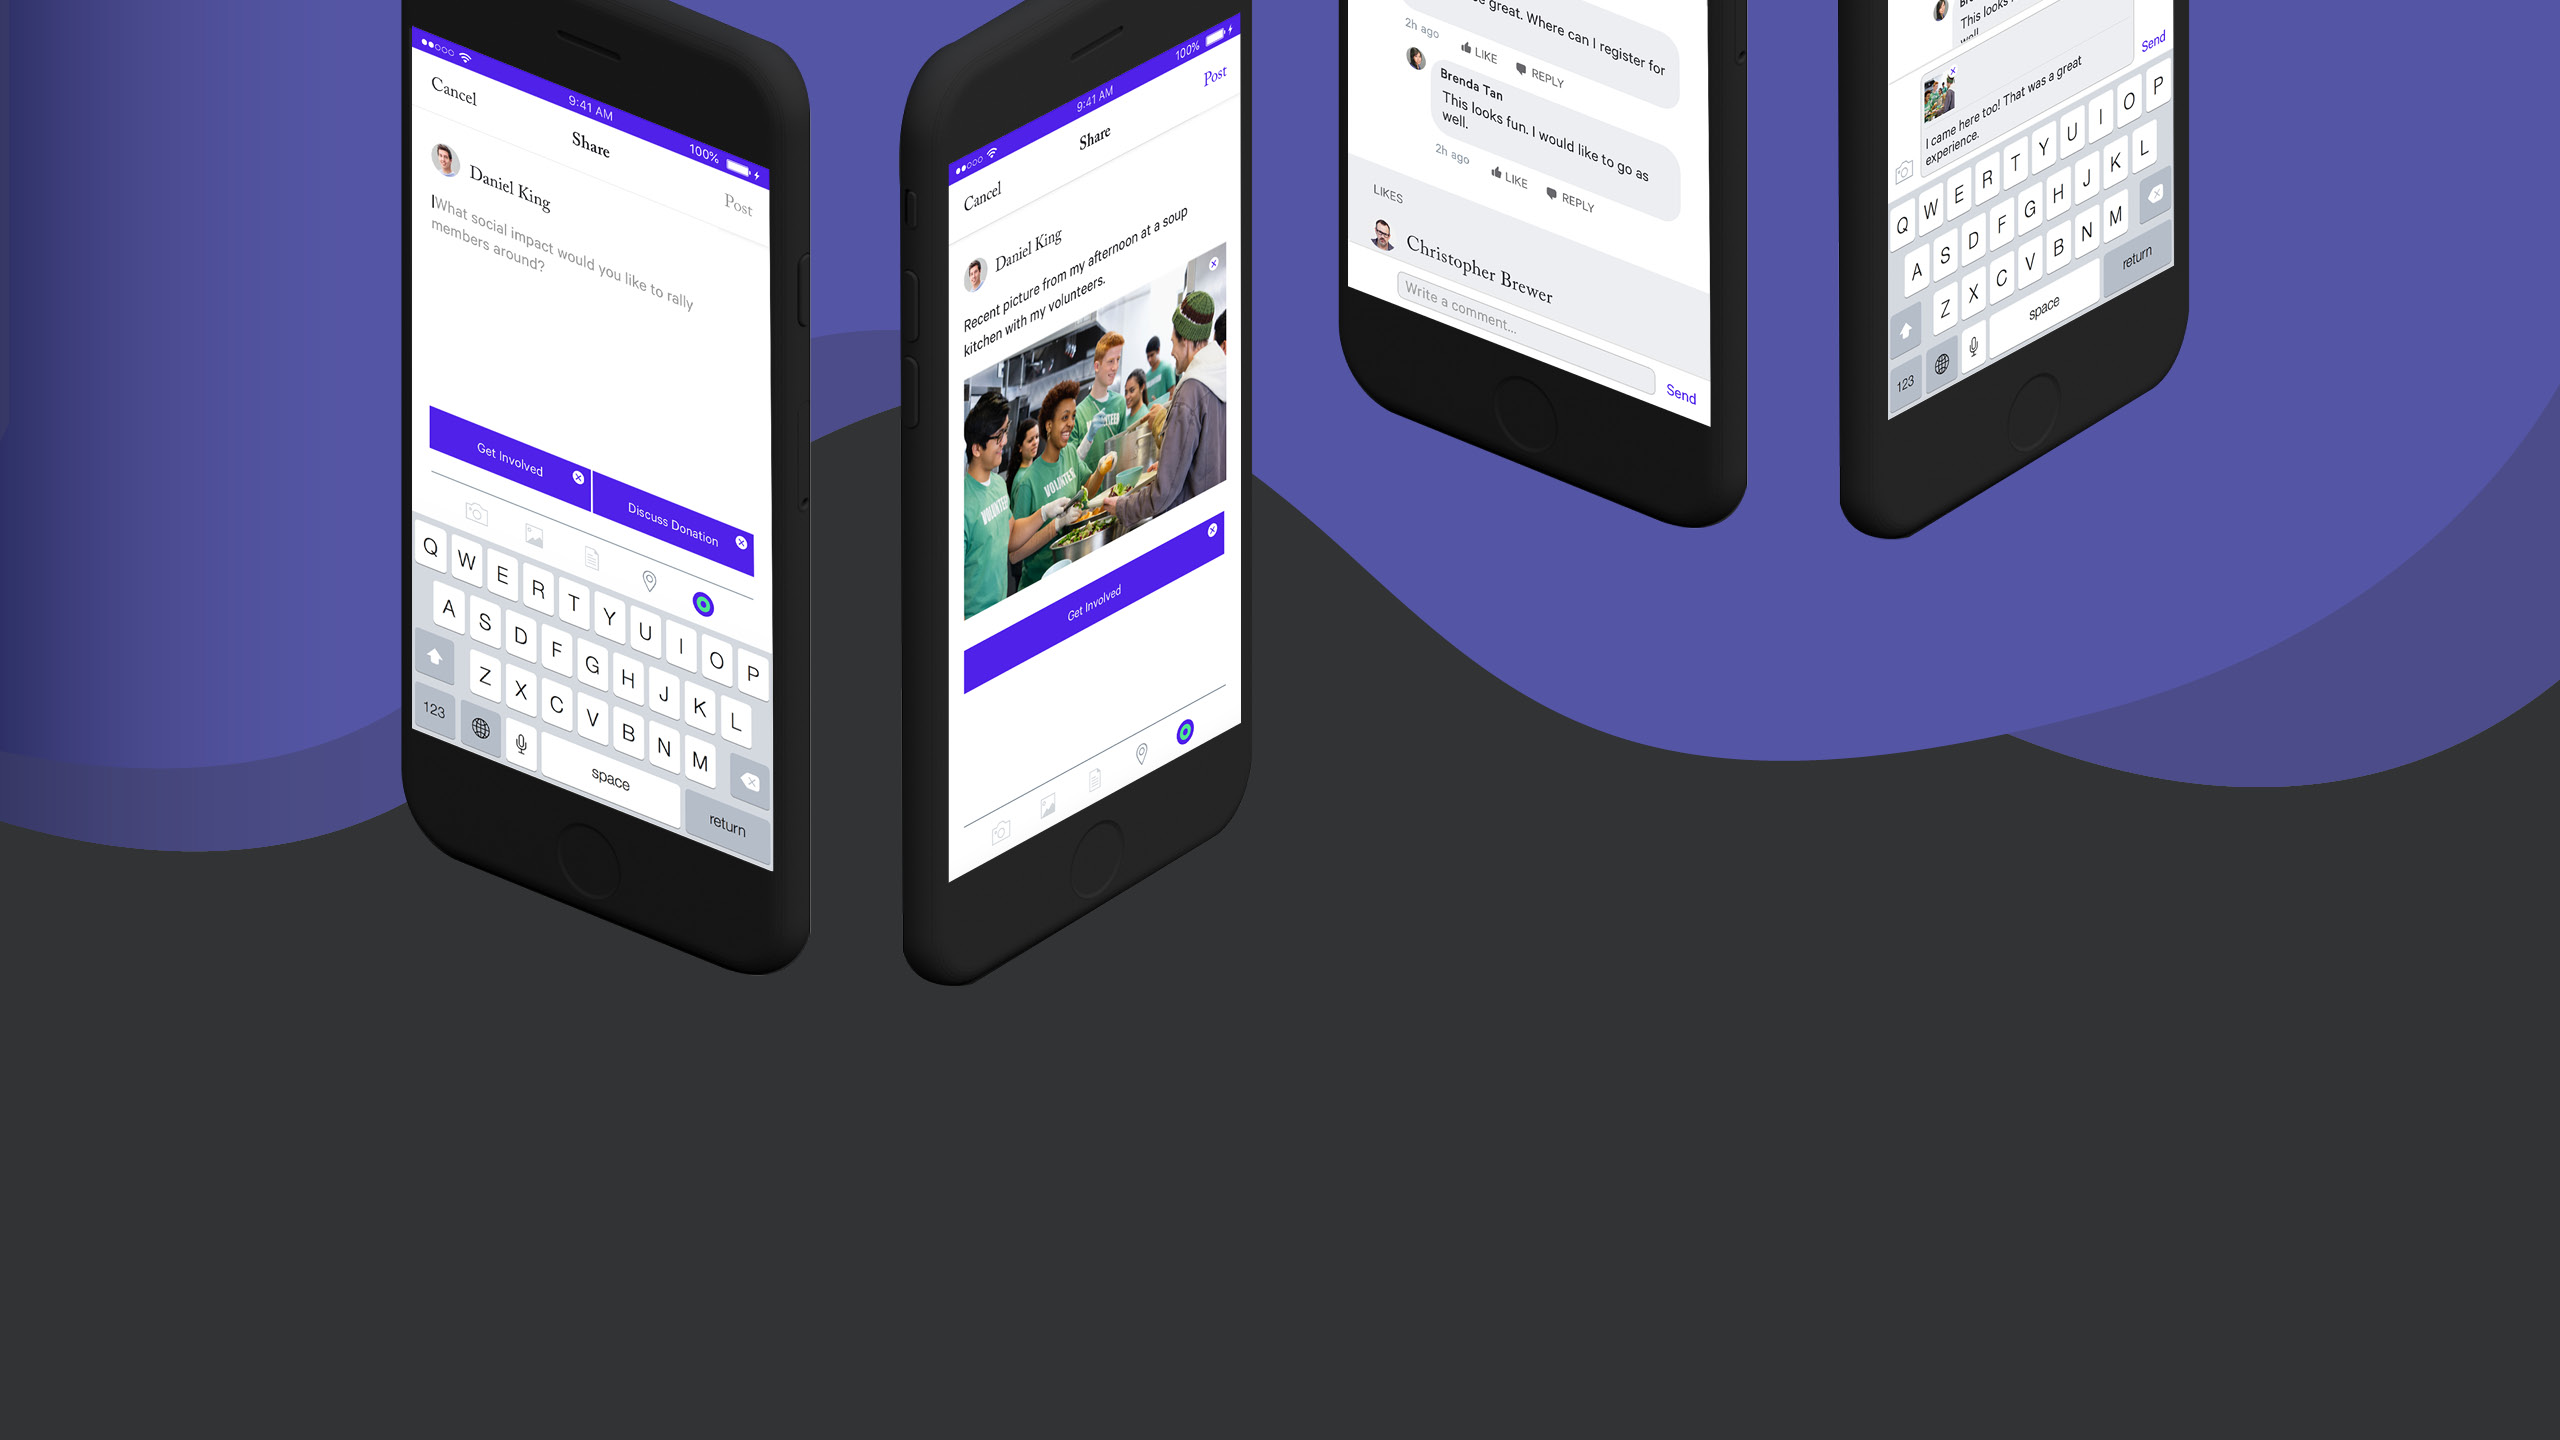 9:41 AM
100%
Cancel
Share
Post
Daniel King
What social impact would you like to rally
members around?
Get Involved
Discuss Donation
Q W E R T Y U I O P
A S D F G H J K L
Z X C V B N M
123
space
return
9:41 AM
100%
Cancel
Share
Post
Daniel King
Recent picture from my afternoon at a soup
kitchen with my volunteers.
VOLUNTEER
VOLUNTEER
VOLUNTEER
Get Involved
great. Where can I register for
2h ago
LIKE
REPLY
Brenda Tan
This looks fun. I would like to go as
well.
2h ago
LIKE
REPLY
LIKES
Christopher Brewer
Write a comment...
Send
This looks
well.
Send
I came here too! That was a great
experience.
Q W E R T Y U I O P
A S D F G H J K L
Z X C V B N M
123
space
return